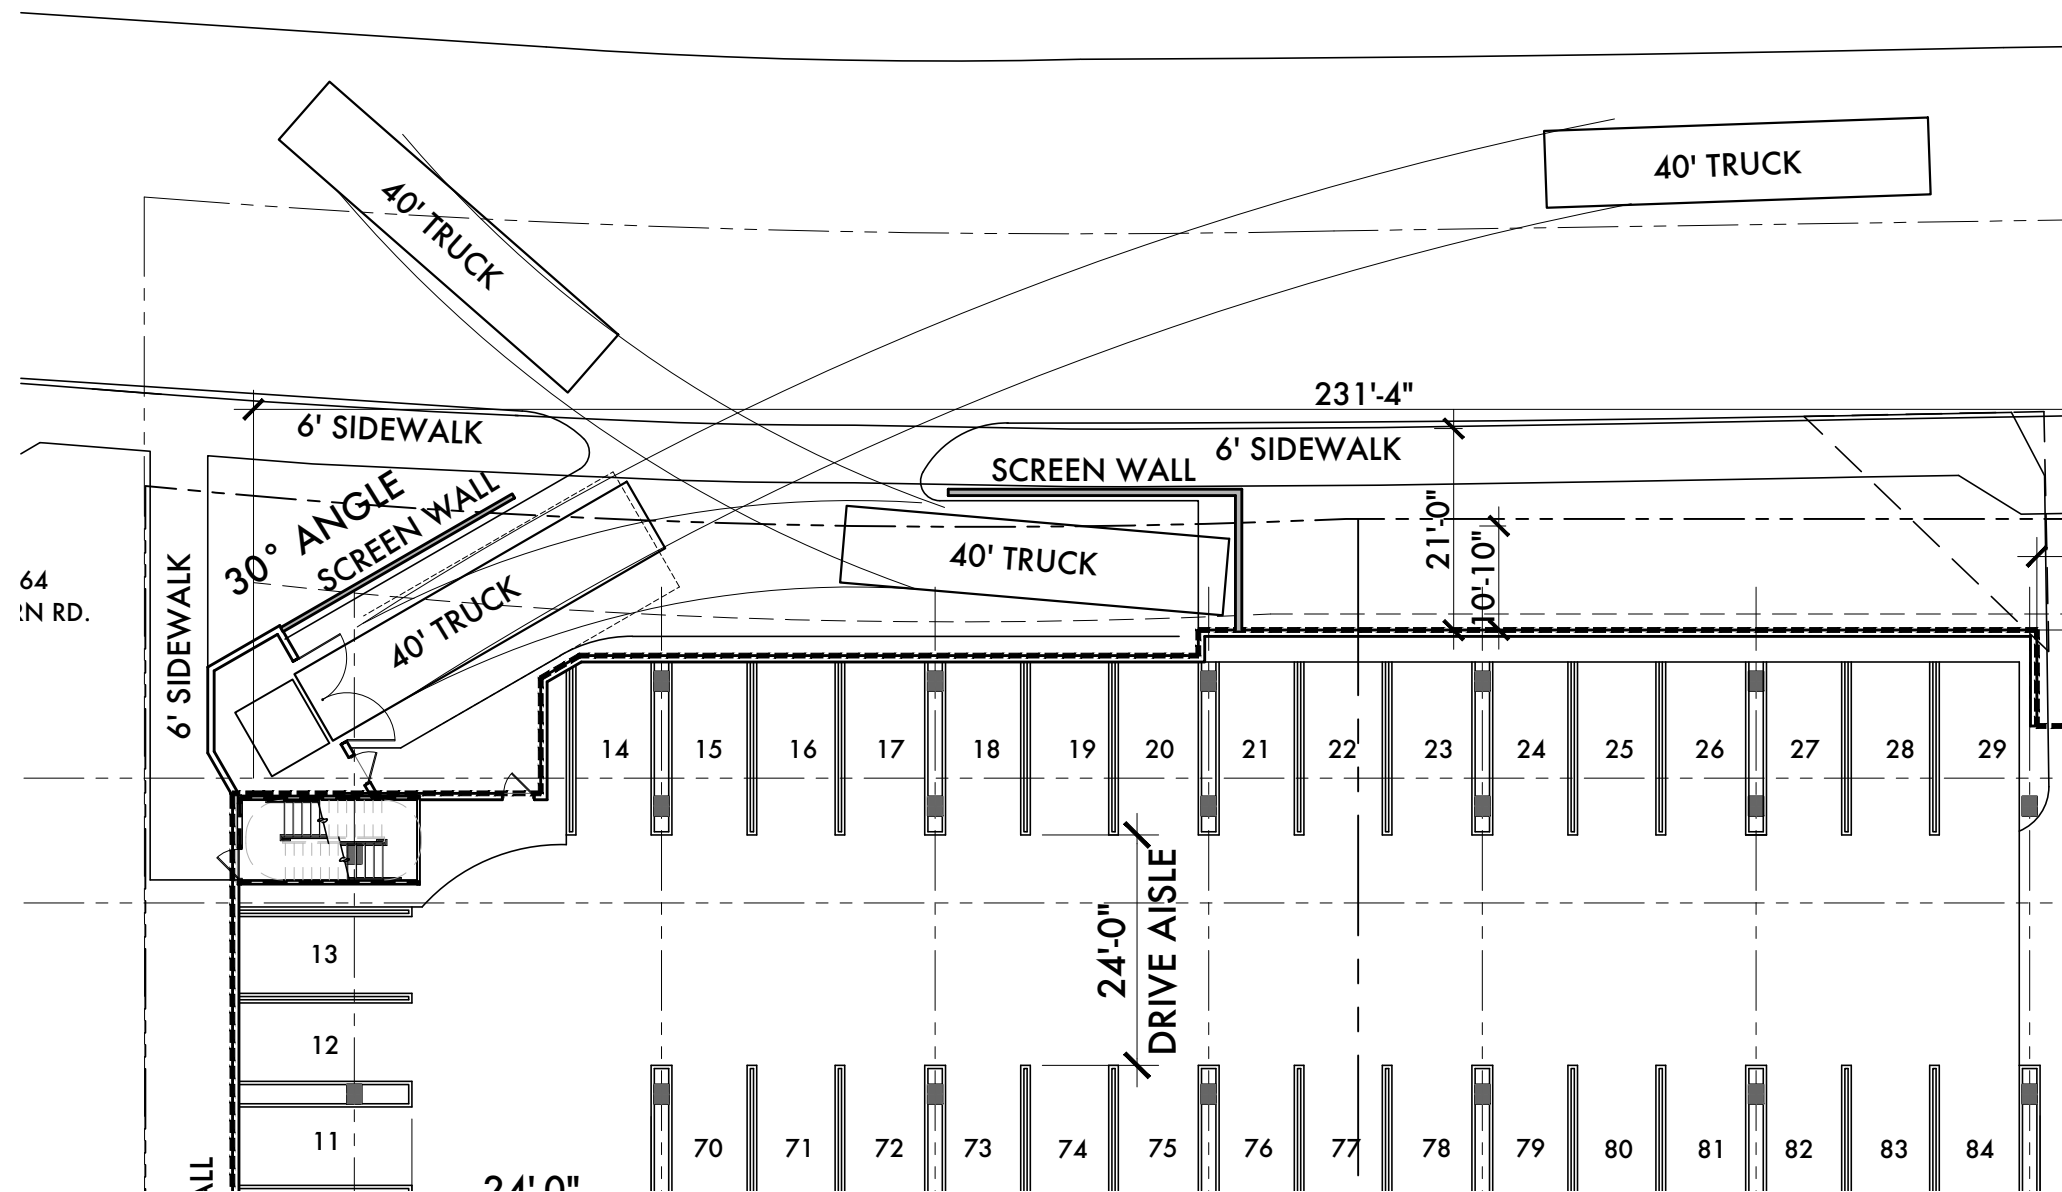 40' TRUCK
40' TRUCK
231'-4"
6' SIDEWALK
6' SIDEWALK
SCREEN WALL
30° ANGLE
SCREEN WALL
21'-0"
10'-10"
40' TRUCK
40' TRUCK
6' SIDEWALK
64
RN RD.
14 15 16 17 18 19 20 21 22 23 24 25 26 27 28 29
24'-0"
DRIVE AISLE
13
12
11
70 71 72 73 74 75 76 77 78 79 80 81 82 83 84
ALL
24'-0"